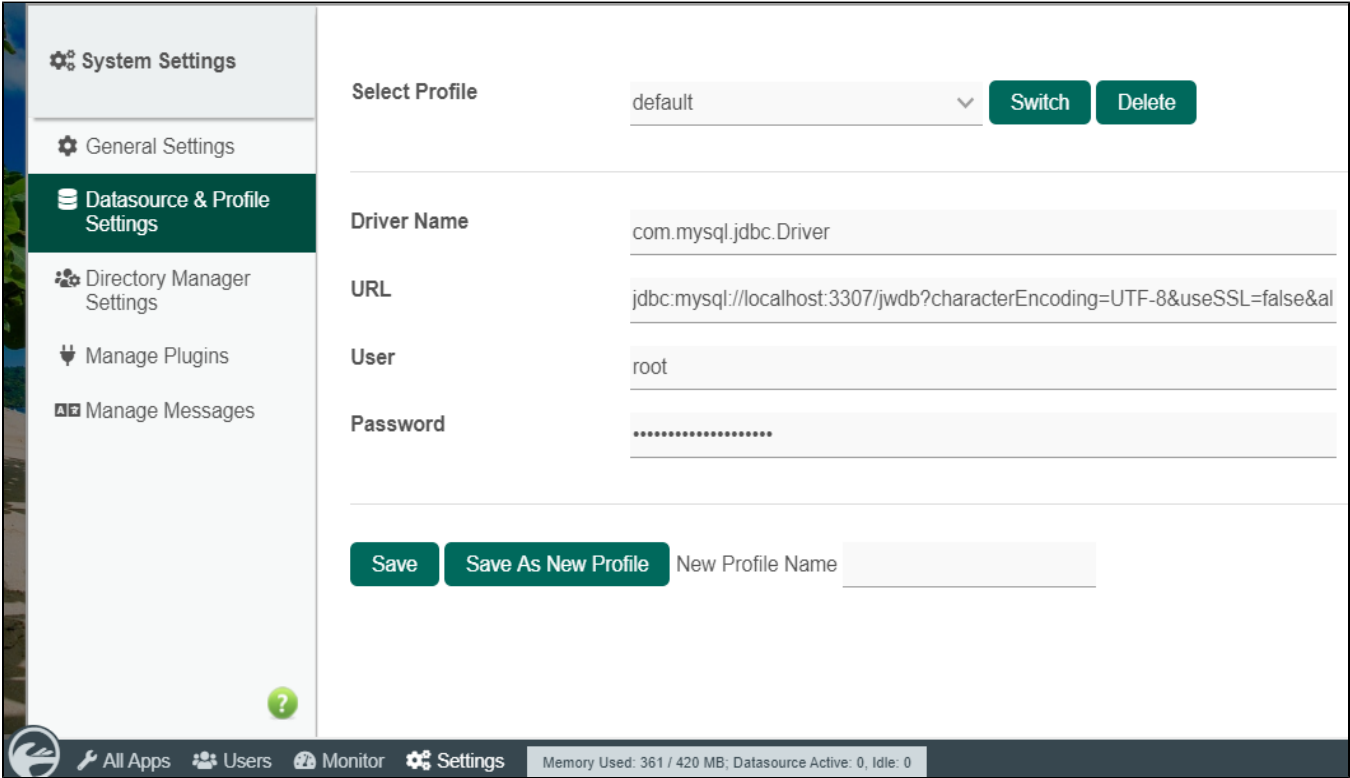 System Settings
General Settings
Datasource & Profile
Settings
Directory Manager
Settings
Manage Plugins
Manage Messages
?
Select Profile
default
Switch
Delete
Driver Name
com.mysql.jdbc.Driver
URL
jdbc:mysql://localhost:3307/jwdb?characterEncoding=UTF-8&useSSL=false&al
User
root
Password
••••••••••••••••••••
Save
Save As New Profile
New Profile Name
All Apps
Users
Monitor
Settings
Memory Used: 361 / 420 MB; Datasource Active: 0, Idle: 0